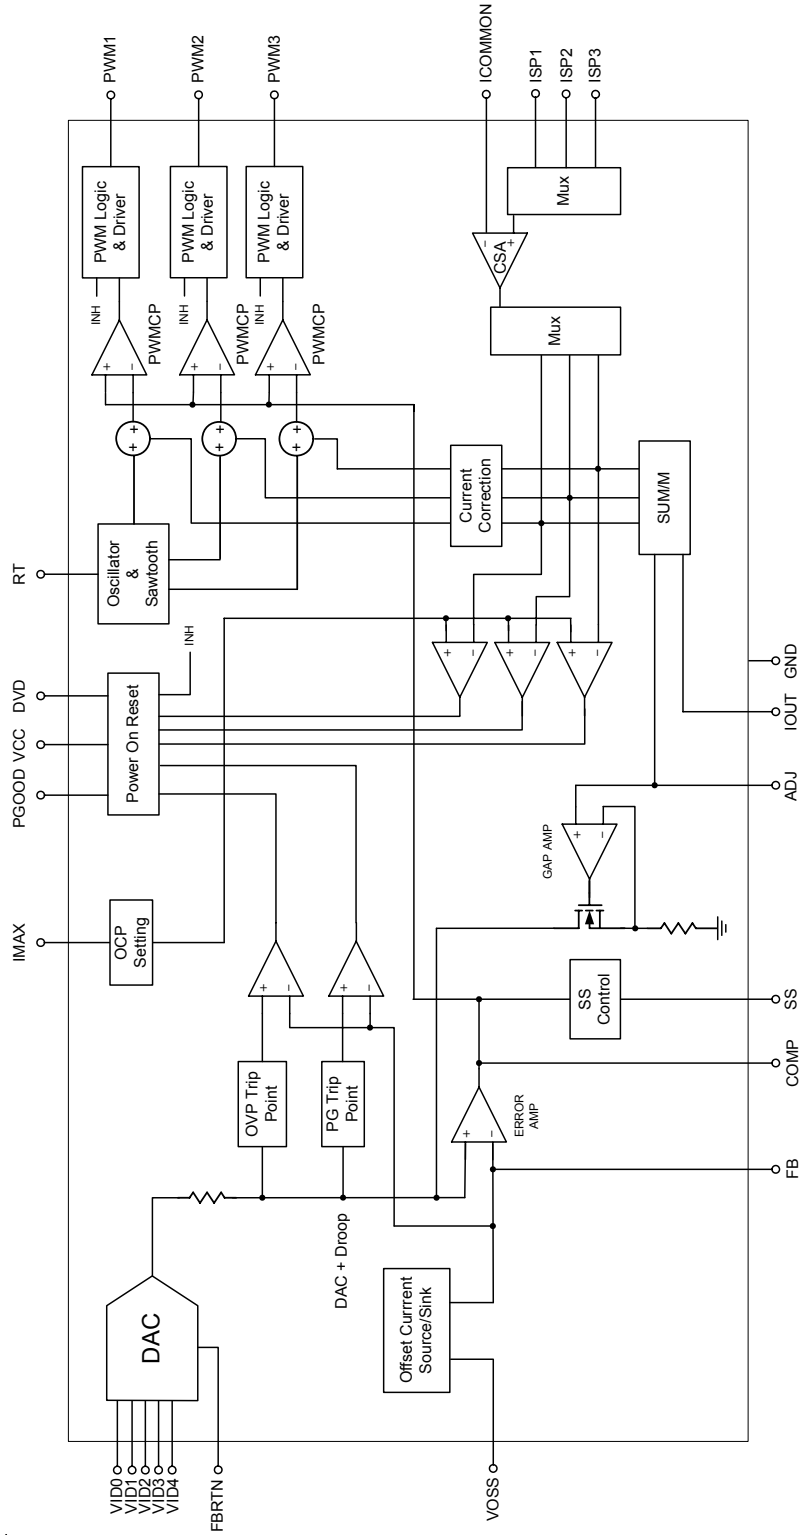 PWM1
PWM2
PWM3
ICOMMON
ISP1
ISP2
ISP3
PWM Logic
& Driver
PWM Logic
& Driver
PWM Logic
& Driver
Mux
+
−
CSA
INH
INH
INH
PWMCP
PWMCP
PWMCP
+
−
+
−
+
−
Mux
+
+
+
+
+
+
Current
Correction
SUM/M
RT
Oscillator
&
Sawtooth
INH
DVD
VCC
PGOOD
Power On Reset
+
−
+
−
+
−
GND
IOUT
ADJ
GAP AMP
+
−
IMAX
OCP
Setting
+
−
+
−
SS
Control
SS
COMP
OVP Trip
Point
PG Trip
Point
+
−
ERROR
AMP
FB
DAC + Droop
DAC
Offset Currrent
Source/Sink
VID0
VID1
VID2
VID3
VID4
FBRTN
VOSS